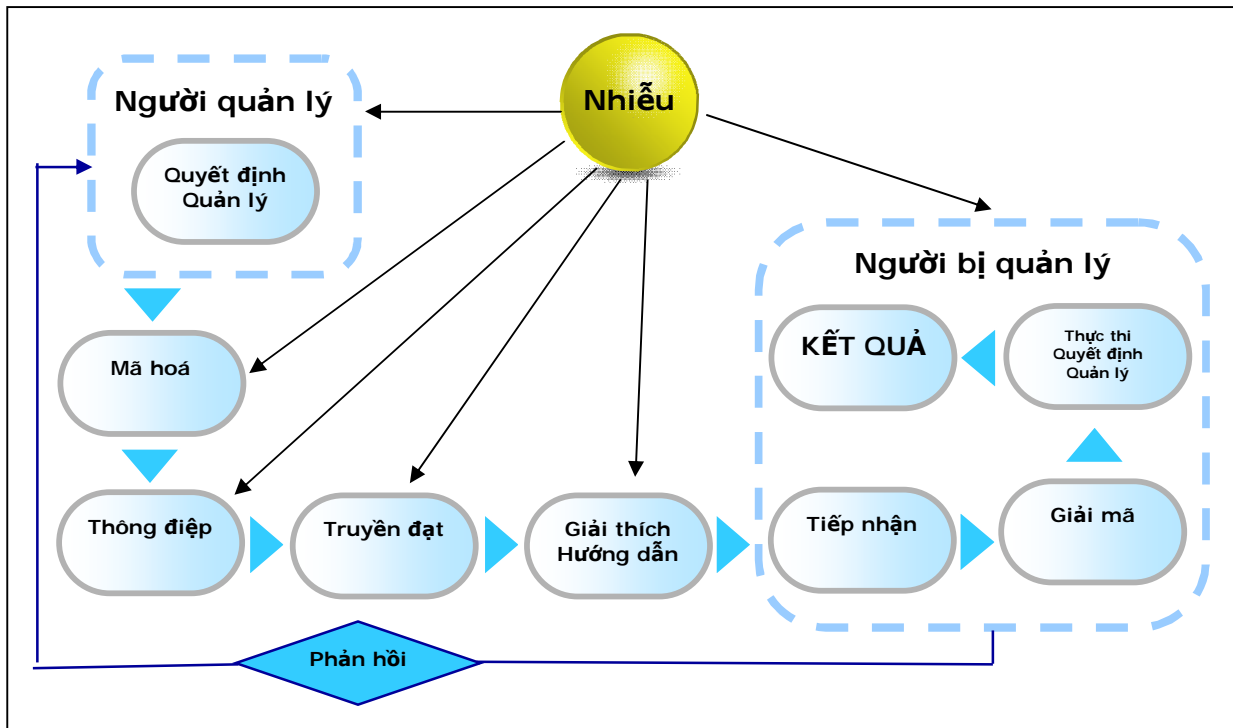 Người quản lý
Quyết định
Quản lý
Nhiễu
Mã hoá
Thông điệp
Truyền đạt
Giải thích
Hướng dẫn
Người bị quản lý
KẾT QUẢ
Thực thi
Quyết định
Quản lý
Tiếp nhận
Giải mã
Phản hồi